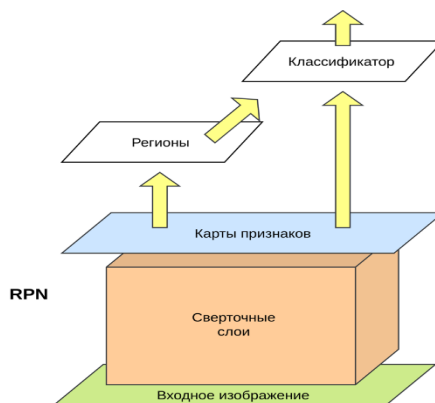 Классификатор
Регионы
Карты признаков
RPN
Сверточные
слои
Входное изображение